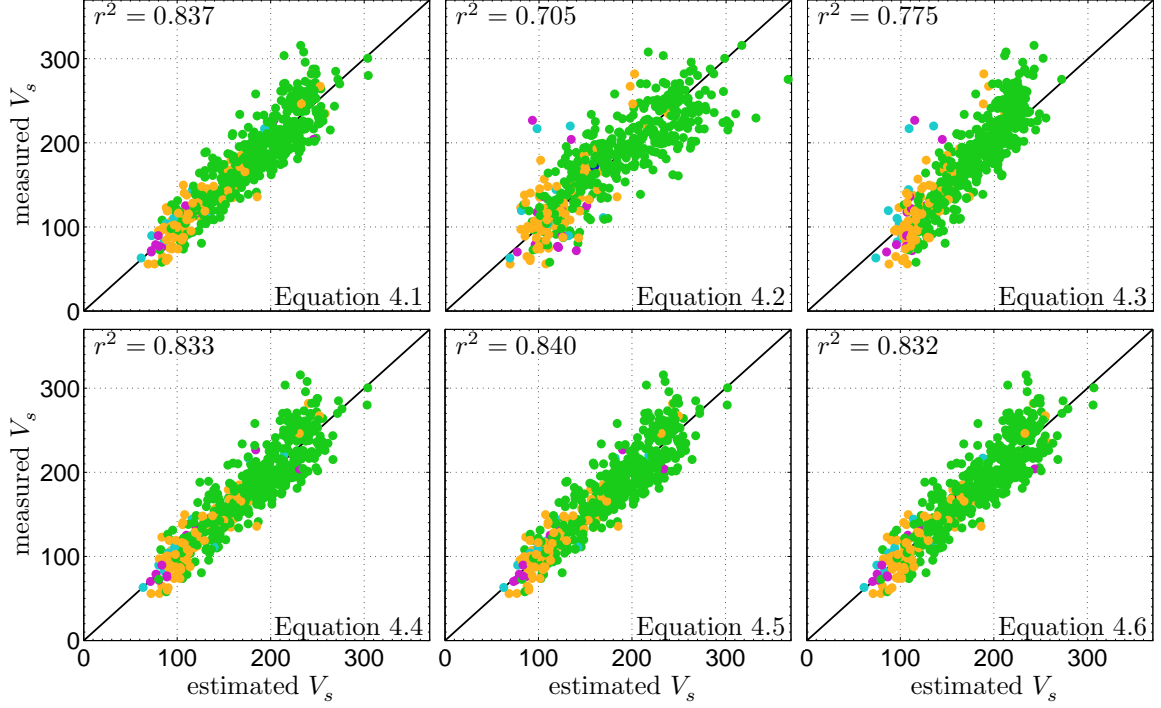 r² = 0.837
r² = 0.705
r² = 0.775
measured Vₛ
300
200
100
0
Equation 4.1
Equation 4.2
Equation 4.3
r² = 0.833
r² = 0.840
r² = 0.832
measured Vₛ
300
200
100
0
Equation 4.4
Equation 4.5
Equation 4.6
0 100 200 300
0 100 200 300
0 100 200 300
estimated Vₛ
estimated Vₛ
estimated Vₛ